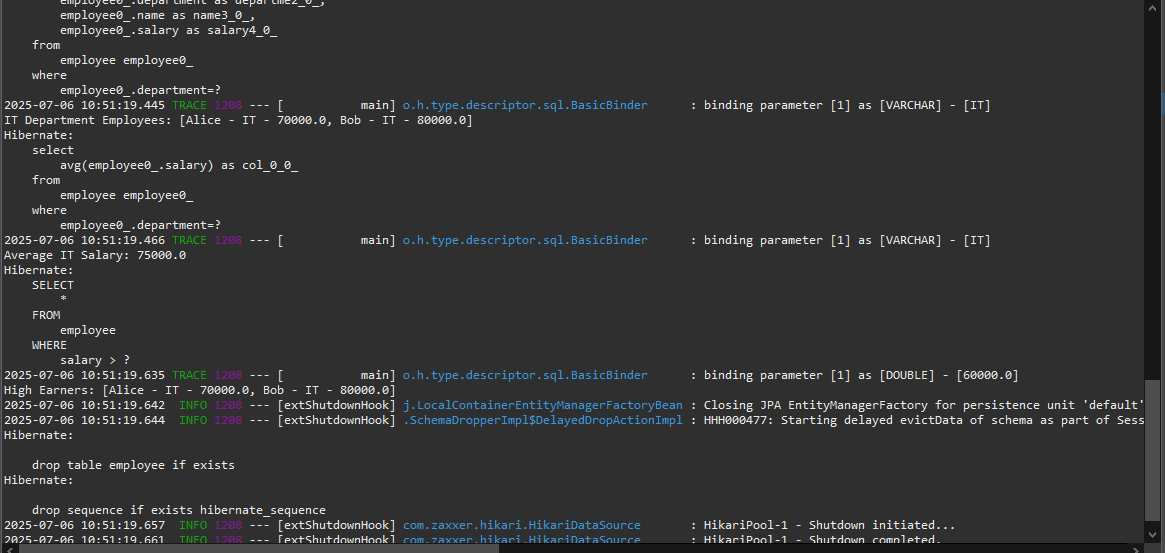 employee0_.department as departme2_0_,
employee0_.name as name3_0_,
employee0_.salary as salary4_0_
from
employee employee0_
where
employee0_.department=?
2025-07-06 10:51:19.445 TRACE 1208 --- [           main] o.h.type.descriptor.sql.BasicBinder      : binding parameter [1] as [VARCHAR] - [IT]
IT Department Employees: [Alice - IT - 70000.0, Bob - IT - 80000.0]
Hibernate:
select
avg(employee0_.salary) as col_0_0_
from
employee employee0_
where
employee0_.department=?
2025-07-06 10:51:19.466 TRACE 1208 --- [           main] o.h.type.descriptor.sql.BasicBinder      : binding parameter [1] as [VARCHAR] - [IT]
Average IT Salary: 75000.0
Hibernate:
SELECT
*
FROM
employee
WHERE
salary > ?
2025-07-06 10:51:19.635 TRACE 1208 --- [           main] o.h.type.descriptor.sql.BasicBinder      : binding parameter [1] as [DOUBLE] - [60000.0]
High Earners: [Alice - IT - 70000.0, Bob - IT - 80000.0]
2025-07-06 10:51:19.642  INFO 1208 --- [extShutdownHook] j.LocalContainerEntityManagerFactoryBean : Closing JPA EntityManagerFactory for persistence unit 'default'
2025-07-06 10:51:19.644  INFO 1208 --- [extShutdownHook] .SchemaDropperImpl$DelayedDropActionImpl : HHH000477: Starting delayed evictData of schema as part of Sess
Hibernate:
drop table employee if exists
Hibernate:
drop sequence if exists hibernate_sequence
2025-07-06 10:51:19.657  INFO 1208 --- [extShutdownHook] com.zaxxer.hikari.HikariDataSource       : HikariPool-1 - Shutdown initiated...
2025-07-06 10:51:19.661  INFO 1208 --- [extShutdownHook] com.zaxxer.hikari.HikariDataSource       : HikariPool-1 - Shutdown completed.